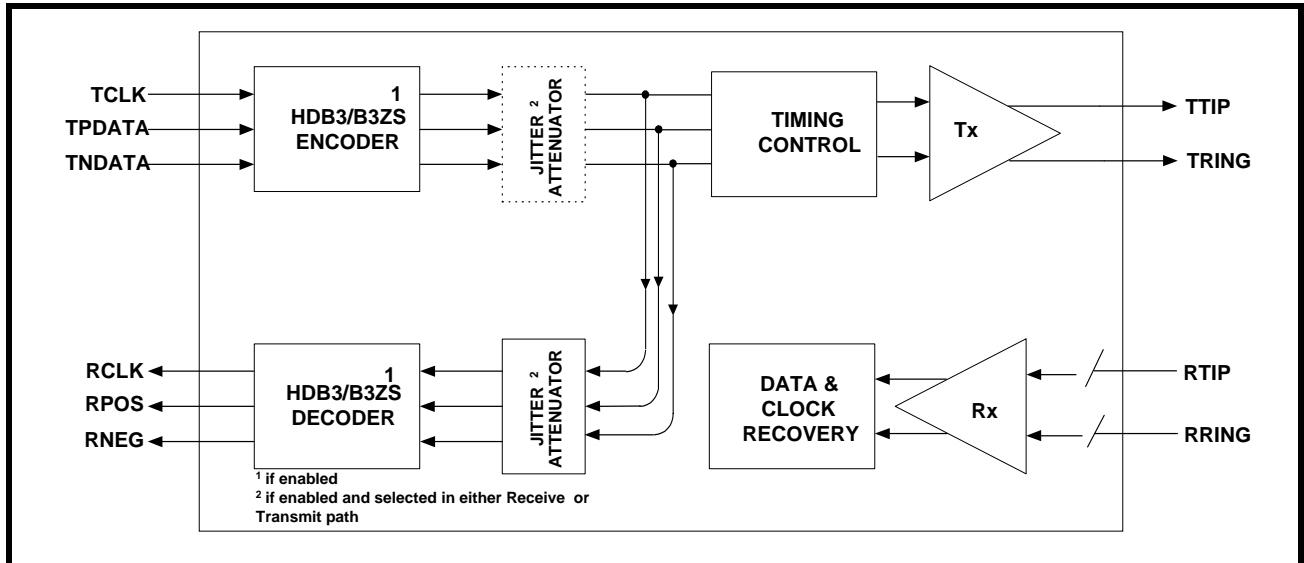 TCLK
TPDATA
TNDATA
1
HDB3/B3ZS
ENCODER
JITTER ²
ATTENUATOR
TIMING
CONTROL
Tx
TTIP
TRING
RCLK
RPOS
RNEG
1
HDB3/B3ZS
DECODER
JITTER ²
ATTENUATOR
DATA &
CLOCK
RECOVERY
Rx
RTIP
RRING
¹ if enabled
² if enabled and selected in either Receive or
Transmit path